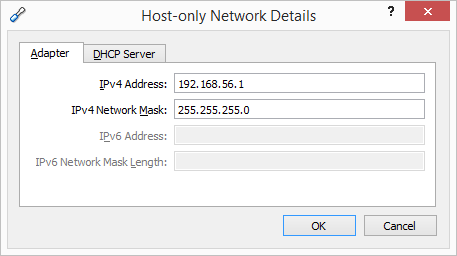 Host-only Network Details
Adapter DHCP Server
IPv4 Address: 192.168.56.1
IPv4 Network Mask: 255.255.255.0
IPv6 Address:
IPv6 Network Mask Length:
OK Cancel